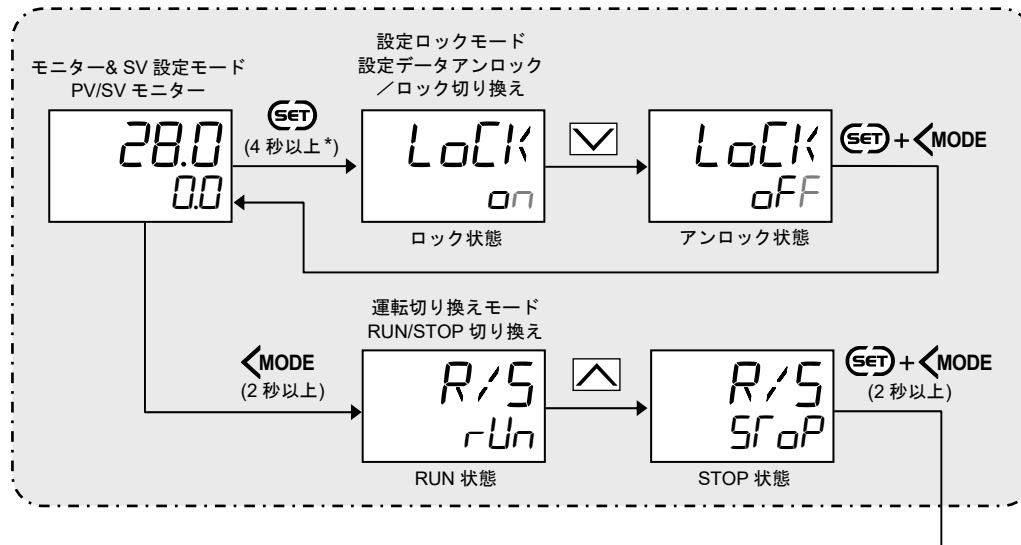 モニター& SV 設定モード
PV/SV モニター
28.0
0.0
SET
(4 秒以上*)
設定ロックモード
設定データアンロック
／ロック切り換え
LoCK
on
ロック状態
LoCK
oFF
アンロック状態
SET + MODE
MODE
(2 秒以上)
運転切り換えモード
RUN/STOP 切り換え
R/S
rUn
RUN 状態
R/S
SToP
STOP 状態
SET + MODE
(2 秒以上)